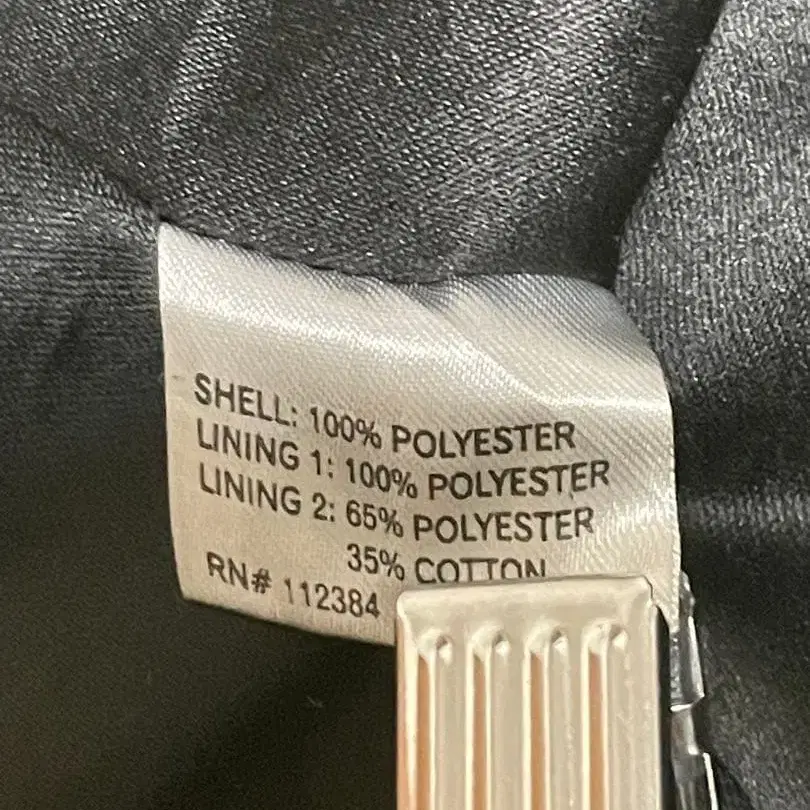 SHELL: 100% POLYESTER
LINING 1: 100% POLYESTER
LINING 2: 65% POLYESTER
35% COTTON
RN# 112384